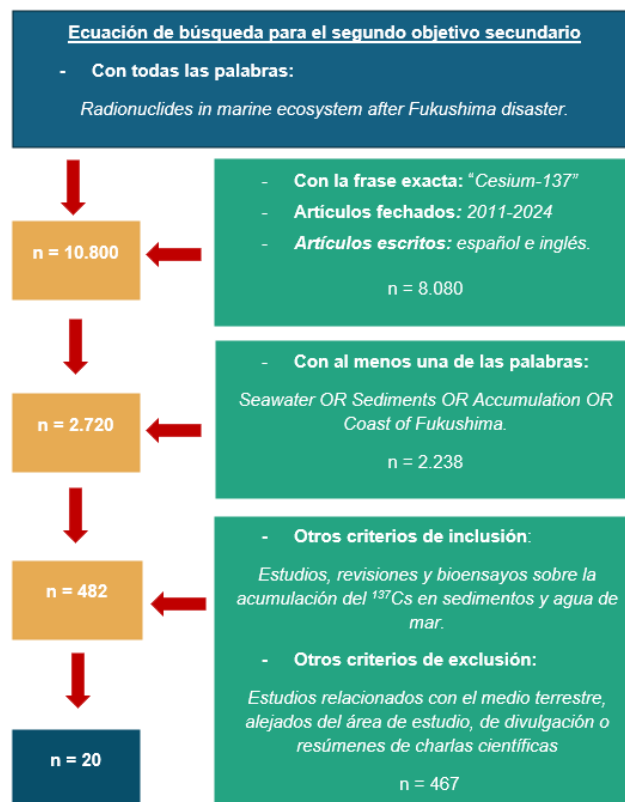 Ecuación de búsqueda para el segundo objetivo secundario
- Con todas las palabras:
Radionuclides in marine ecosystem after Fukushima disaster.
- Con la frase exacta: “Cesium-137”
- Artículos fechados: 2011-2024
- Artículos escritos: español e inglés.
n = 8.080
n = 10.800
- Con al menos una de las palabras:
Seawater OR Sediments OR Accumulation OR
Coast of Fukushima.
n = 2.238
n = 2.720
- Otros criterios de inclusión:
Estudios, revisiones y bioensayos sobre la
acumulación del ¹³⁷Cs en sedimentos y agua de
mar.
- Otros criterios de exclusión:
Estudios relacionados con el medio terrestre,
alejados del área de estudio, de divulgación o
resúmenes de charlas científicas
n = 467
n = 482
n = 20